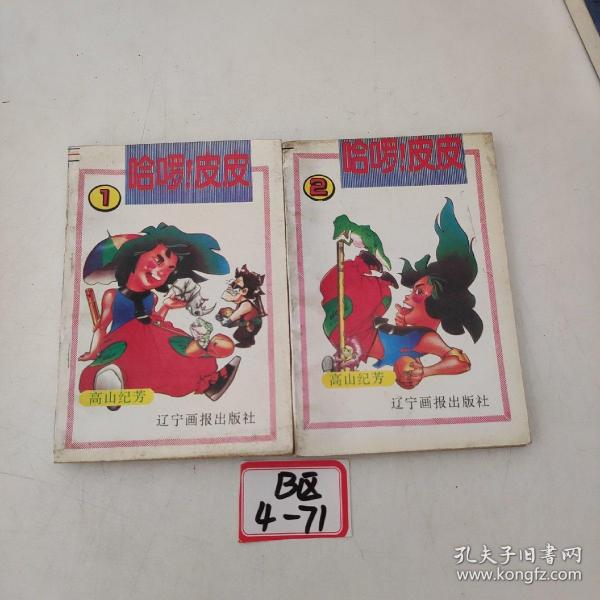 哈啰!皮皮
1
高山纪芳
辽宁画报出版社
哈啰!皮皮
2
高山纪芳
辽宁画报出版社
B区
4-71
孔夫子旧书网
www.kongfz.com